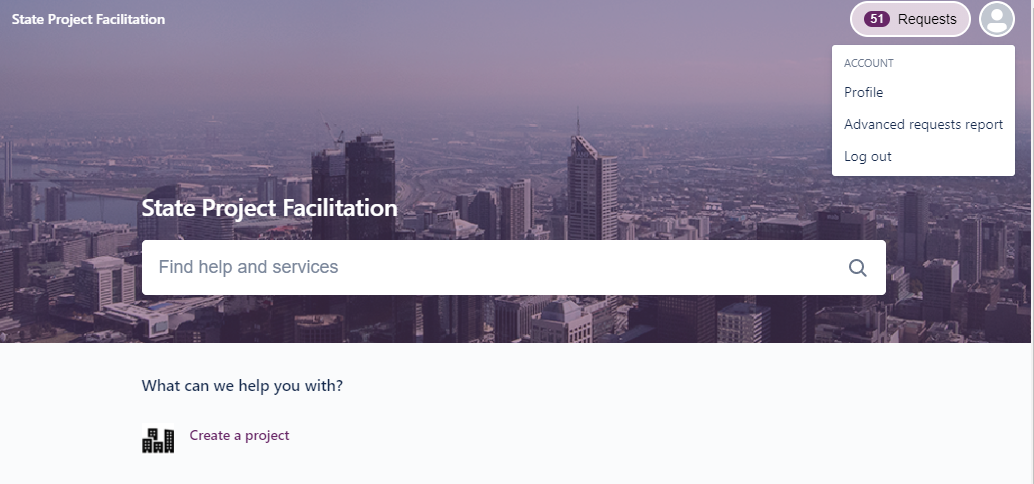 State Project Facilitation
51 Requests
ACCOUNT
Profile
Advanced requests report
Log out
State Project Facilitation
Find help and services
What can we help you with?
Create a project